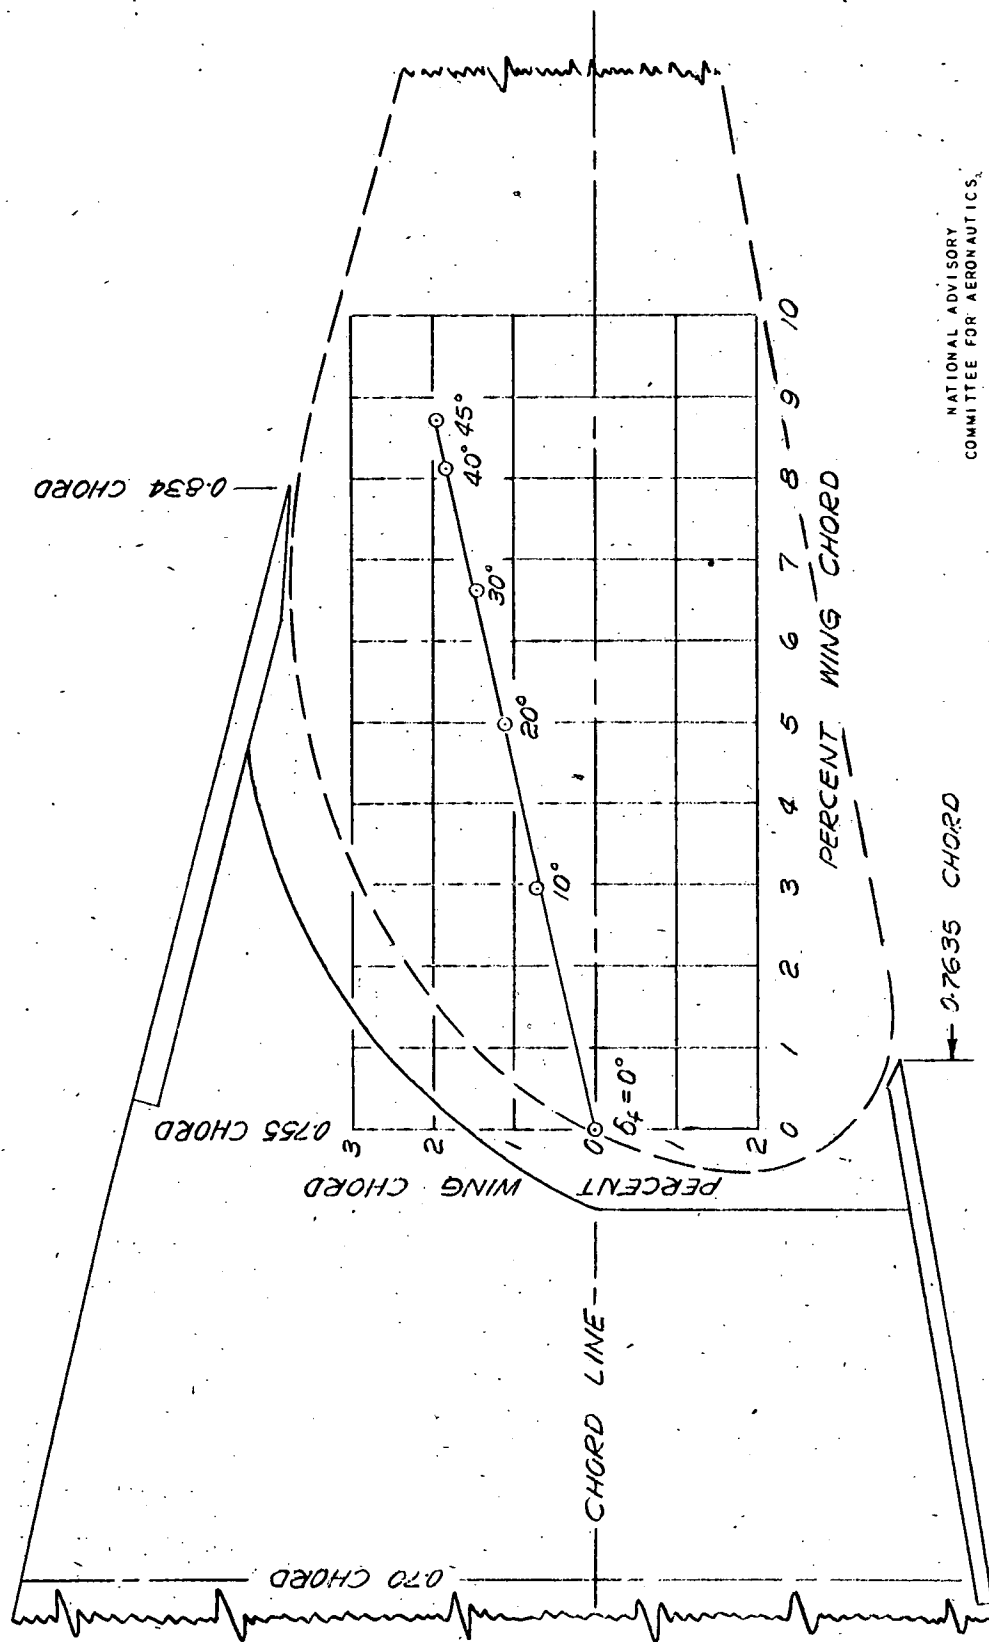 0.834 CHORD
0.755 CHORD
3
2
1
0
1
2
PERCENT WING CHORD
δf = 0°
10°
20°
30°
40°
45°
0
1
2
3
4
5
6
7
8
9
10
PERCENT WING CHORD
0.7635 CHORD
CHORD LINE
0.70 CHORD
NATIONAL ADVISORY
COMMITTEE FOR AERONAUTICS